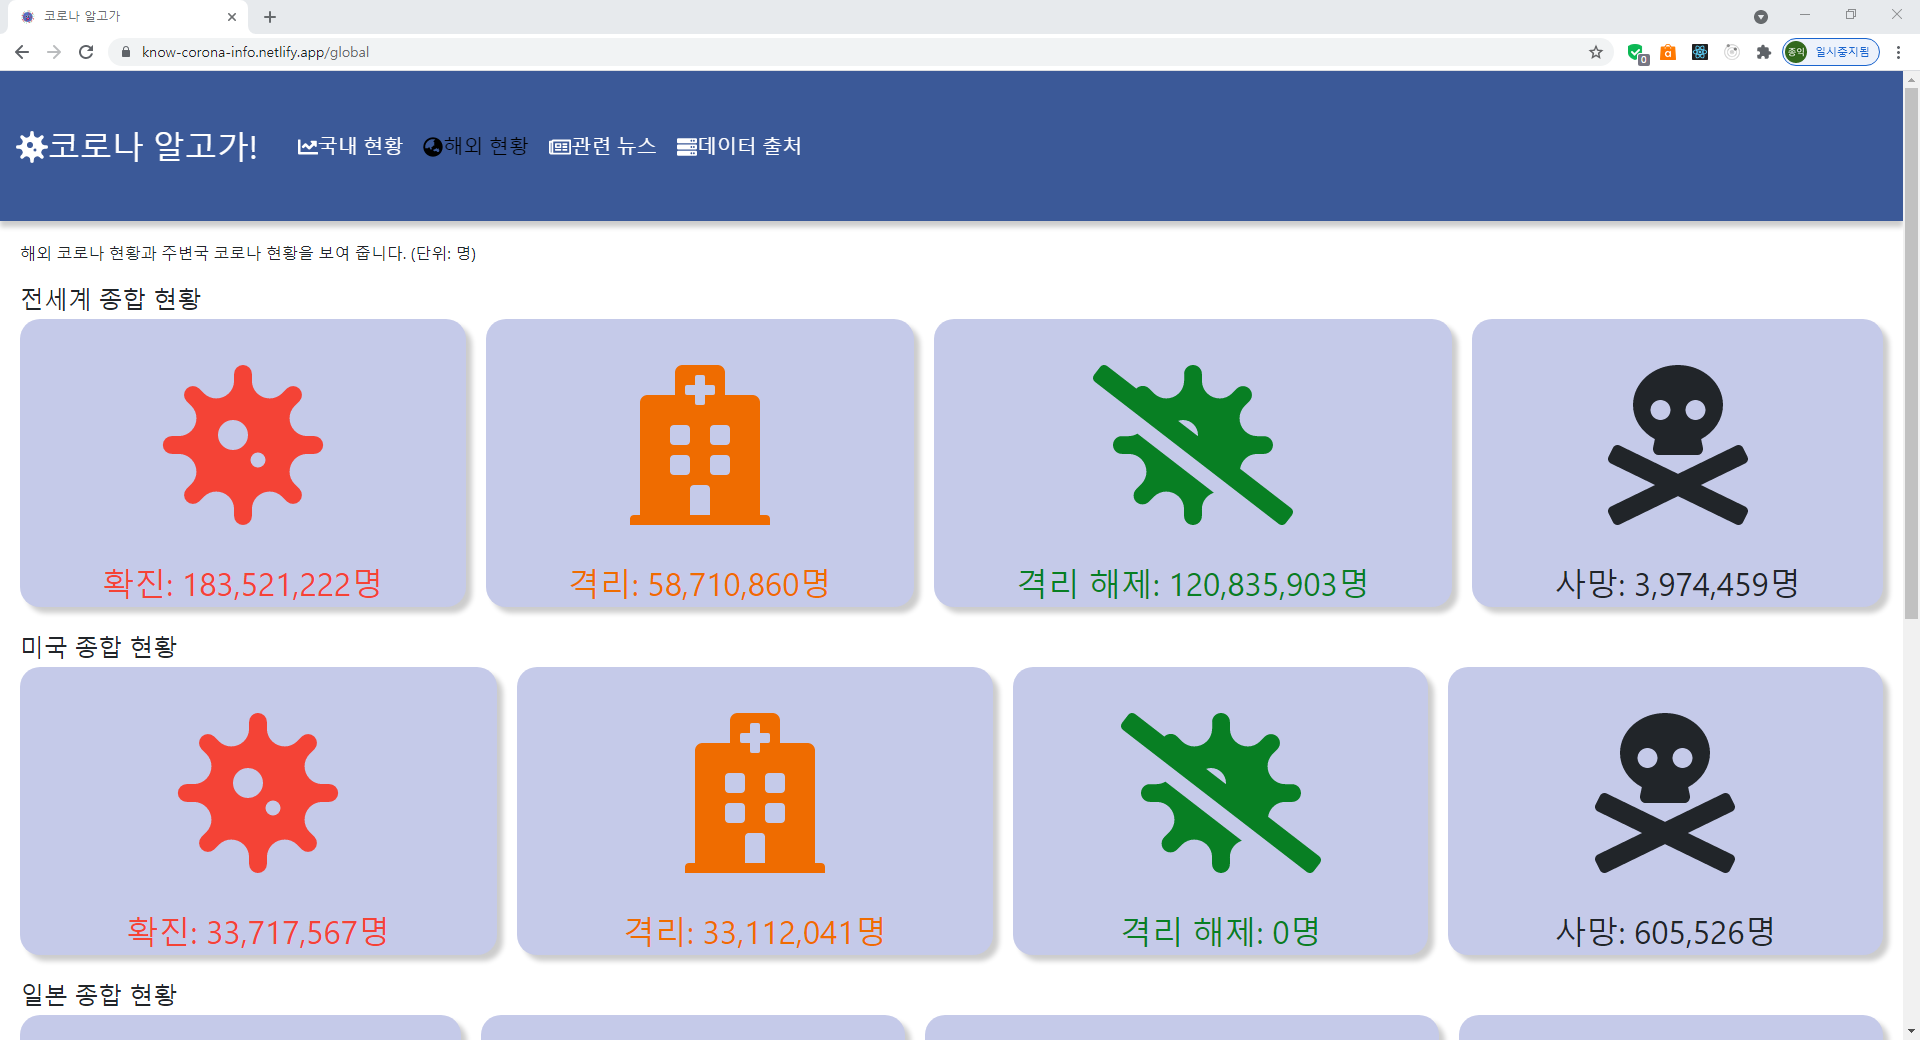 코로나 알고가
know-corona-info.netlify.app/global
0
a
종익 일시중지됨
코로나 알고가!
국내 현황 해외 현황 관련 뉴스 데이터 출처
해외 코로나 현황과 주변국 코로나 현황을 보여 줍니다. (단위: 명)
전세계 종합 현황
확진: 183,521,222명
격리: 58,710,860명
격리 해제: 120,835,903명
사망: 3,974,459명
미국 종합 현황
확진: 33,717,567명
격리: 33,112,041명
격리 해제: 0명
사망: 605,526명
일본 종합 현황